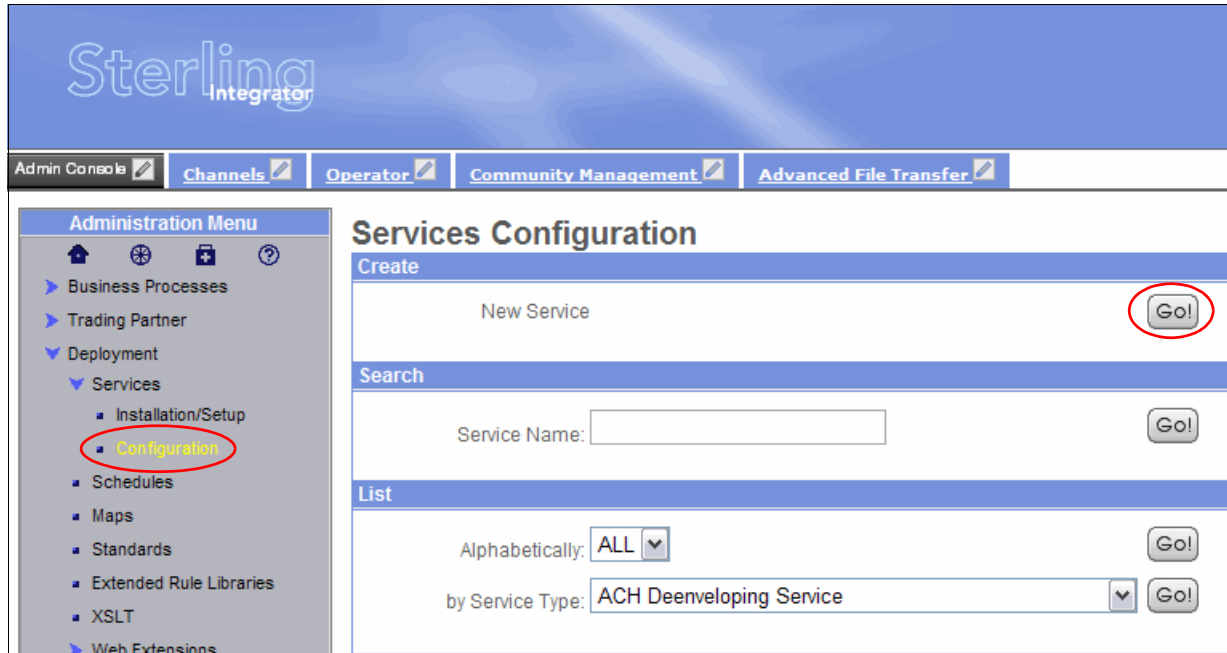 Sterling
Integrator
Admin Console
Channels
Operator
Community Management
Advanced File Transfer
Administration Menu
Business Processes
Trading Partner
Deployment
Services
Installation/Setup
Configuration
Schedules
Maps
Standards
Extended Rule Libraries
XSLT
Web Extensions
Services Configuration
Create
New Service Go!
Search
Service Name: Go!
List
Alphabetically: ALL Go!
by Service Type: ACH Deenveloping Service Go!